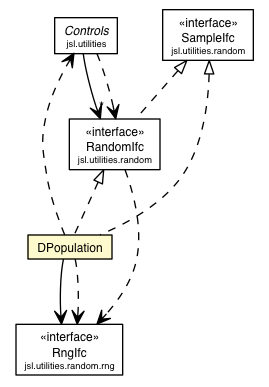 Controls
jsl.utilities
«interface»
SampleIfc
jsl.utilities.random
«interface»
RandomIfc
jsl.utilities.random
DPopulation
«interface»
RngIfc
jsl.utilities.random.rng